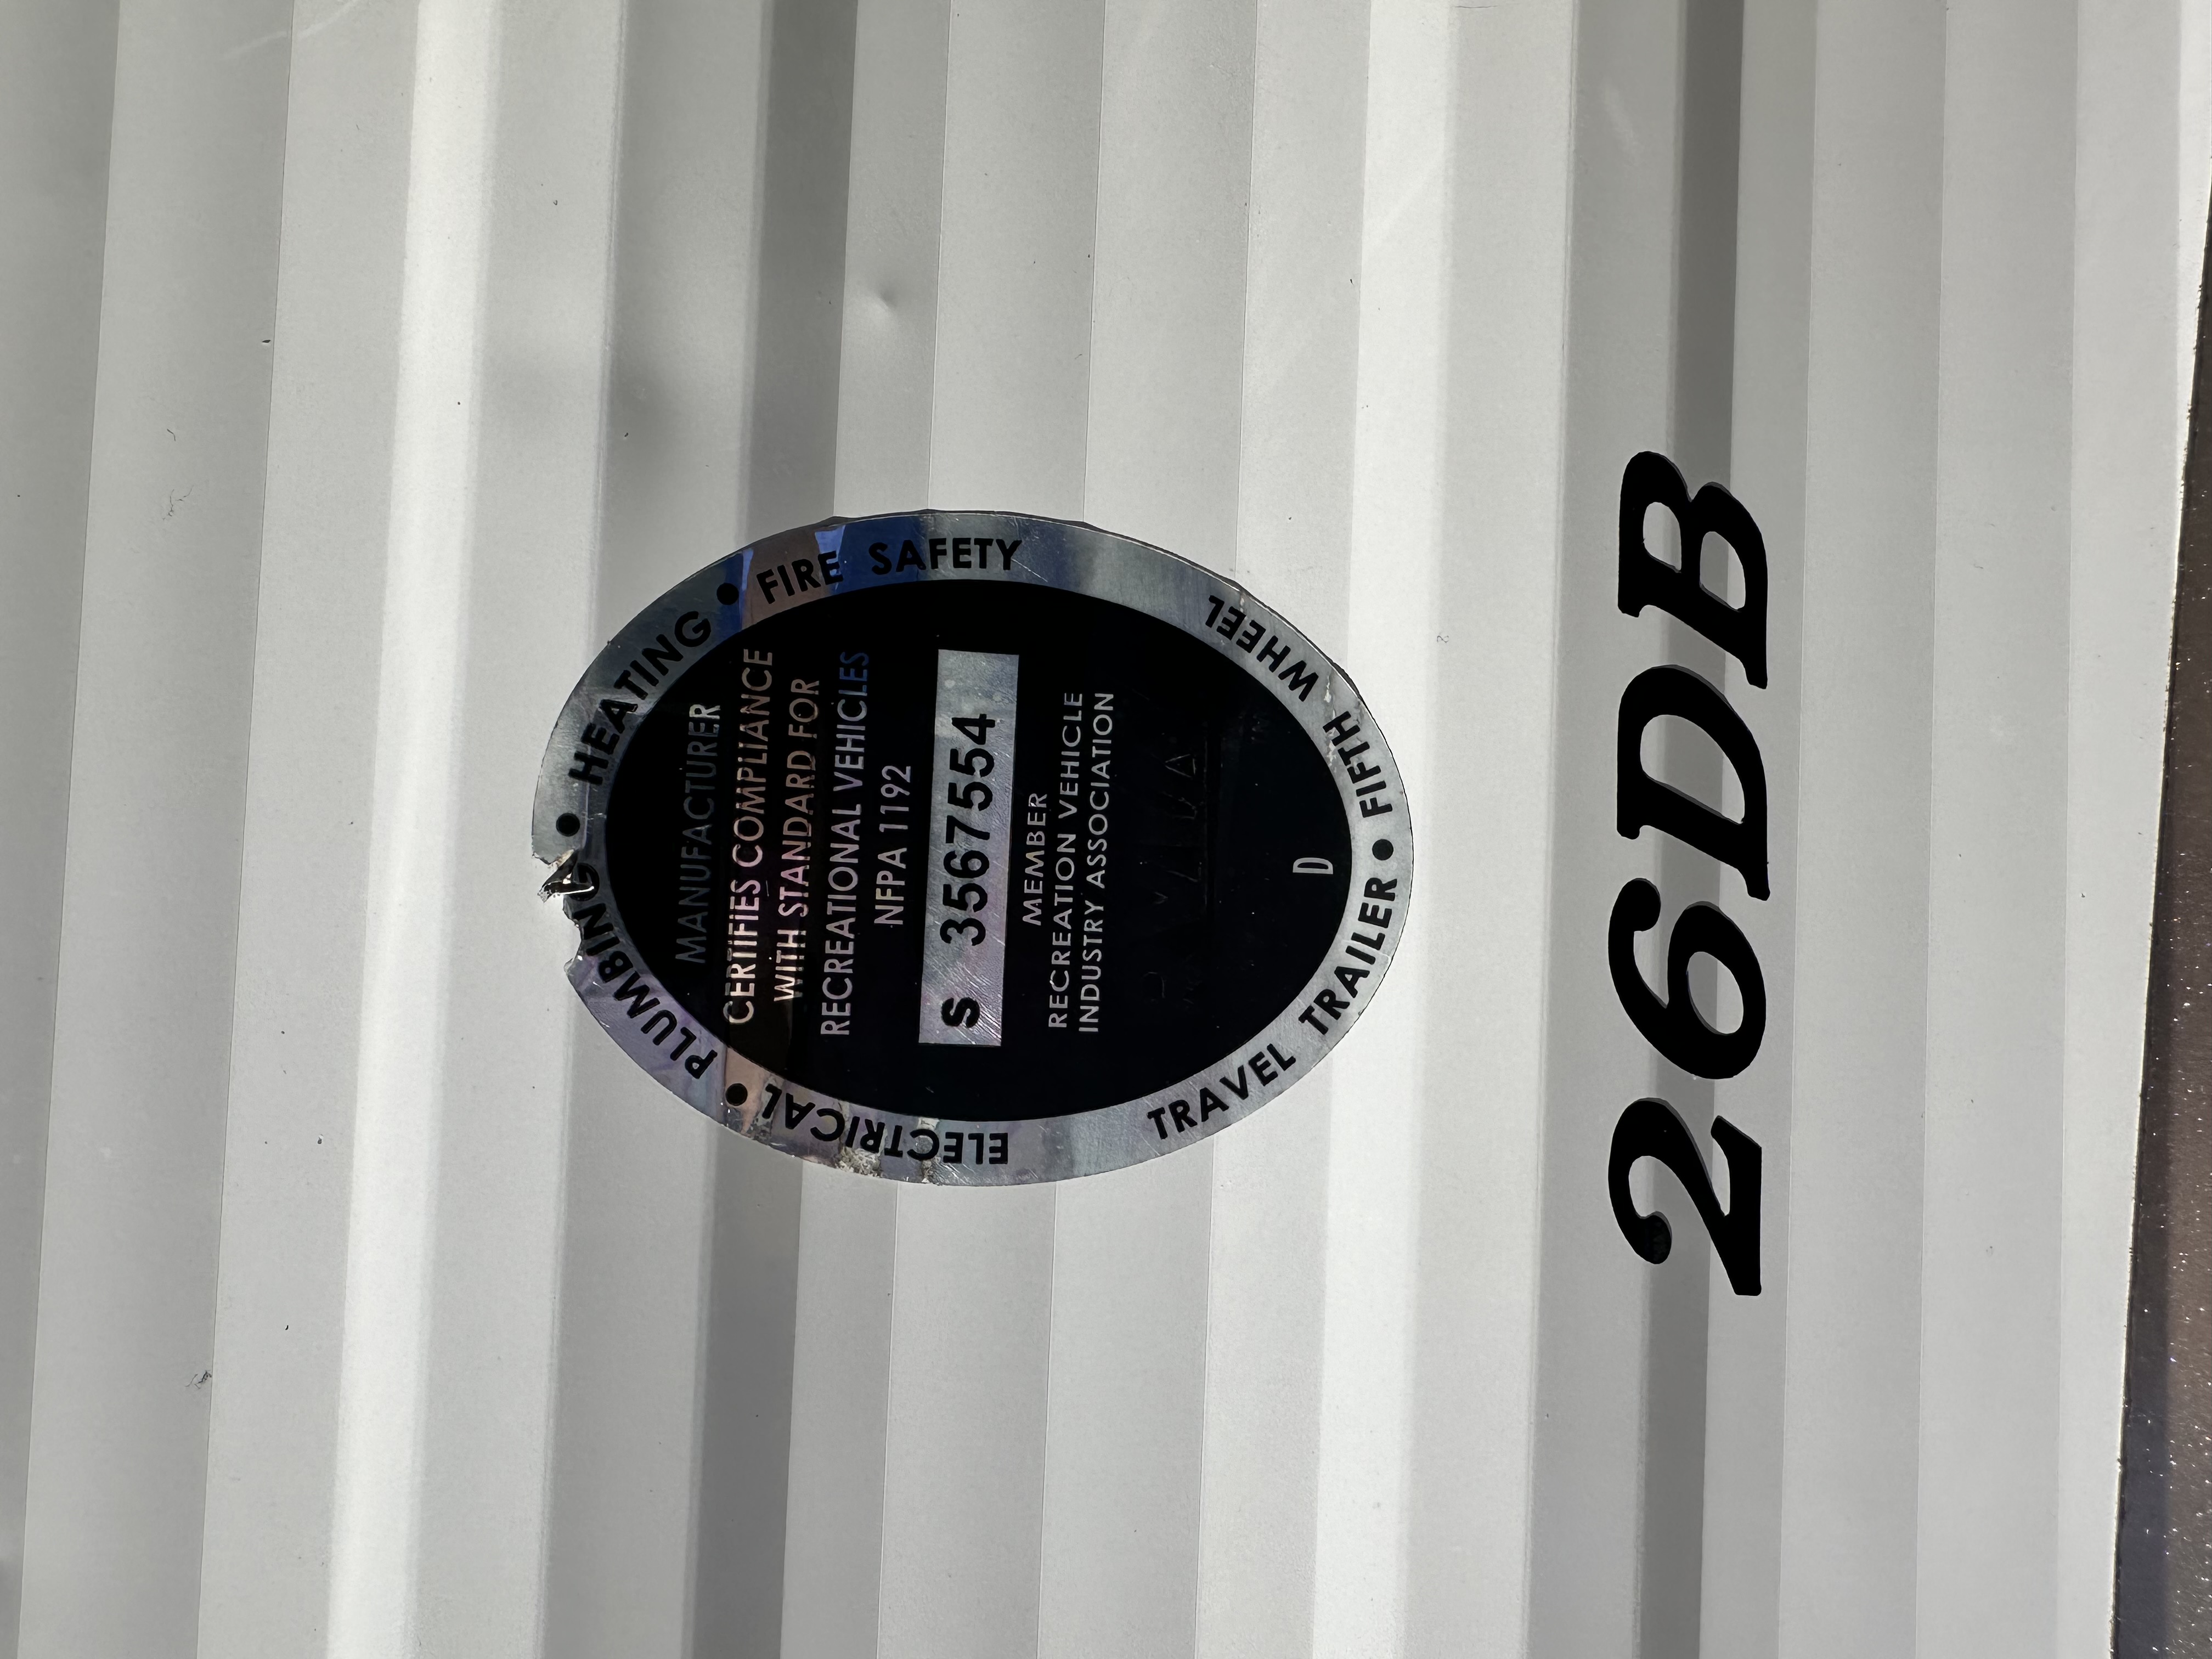 ELECTRICAL • PLUMBING • HEATING • FIRE SAFETY
MANUFACTURER
CERTIFIES COMPLIANCE
WITH STANDARD FOR
RECREATIONAL VEHICLES
NFPA 1192
S 3567554
MEMBER
RECREATION VEHICLE
INDUSTRY ASSOCIATION
D
TRAVEL TRAILER • FIFTH WHEEL
26DB